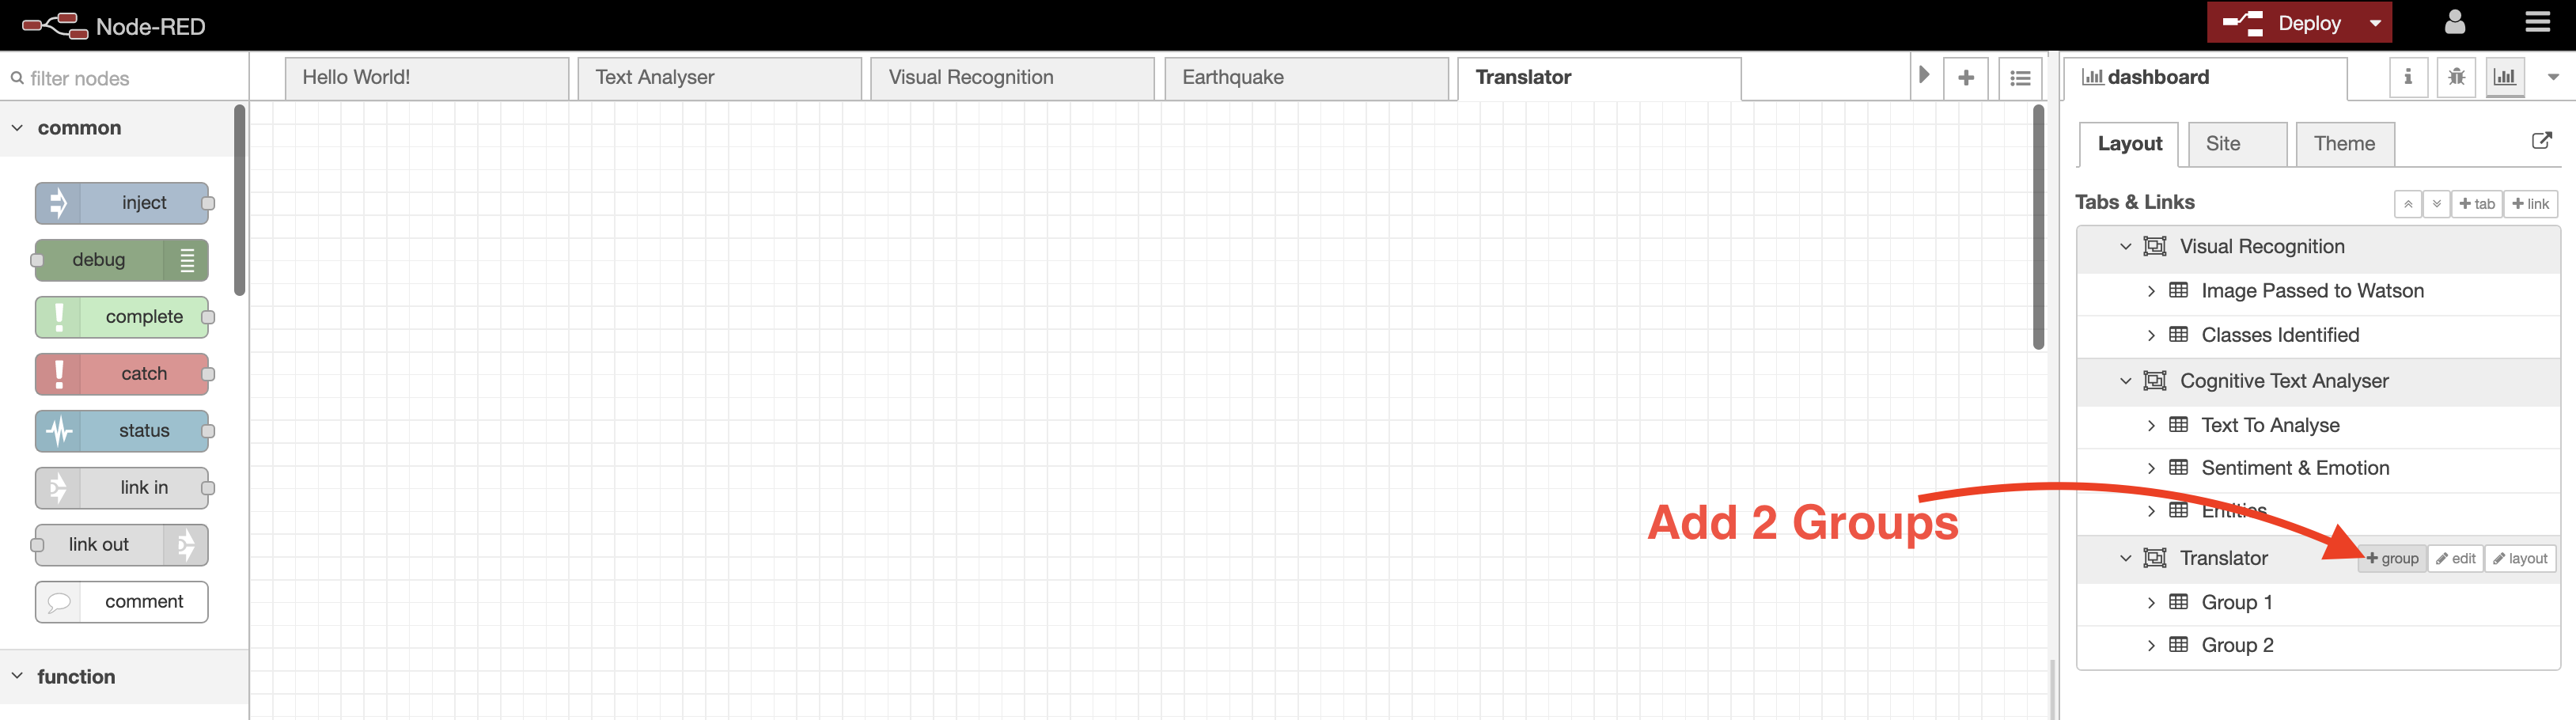 Node-RED
Deploy
filter nodes
Hello World!
Text Analyser
Visual Recognition
Earthquake
Translator
dashboard
common
inject
debug
complete
catch
status
link in
link out
comment
function
Add 2 Groups
Layout
Site
Theme
Tabs & Links
+ tab
+ link
Visual Recognition
Image Passed to Watson
Classes Identified
Cognitive Text Analyser
Text To Analyse
Sentiment & Emotion
Entities
Translator
+ group
edit
layout
Group 1
Group 2